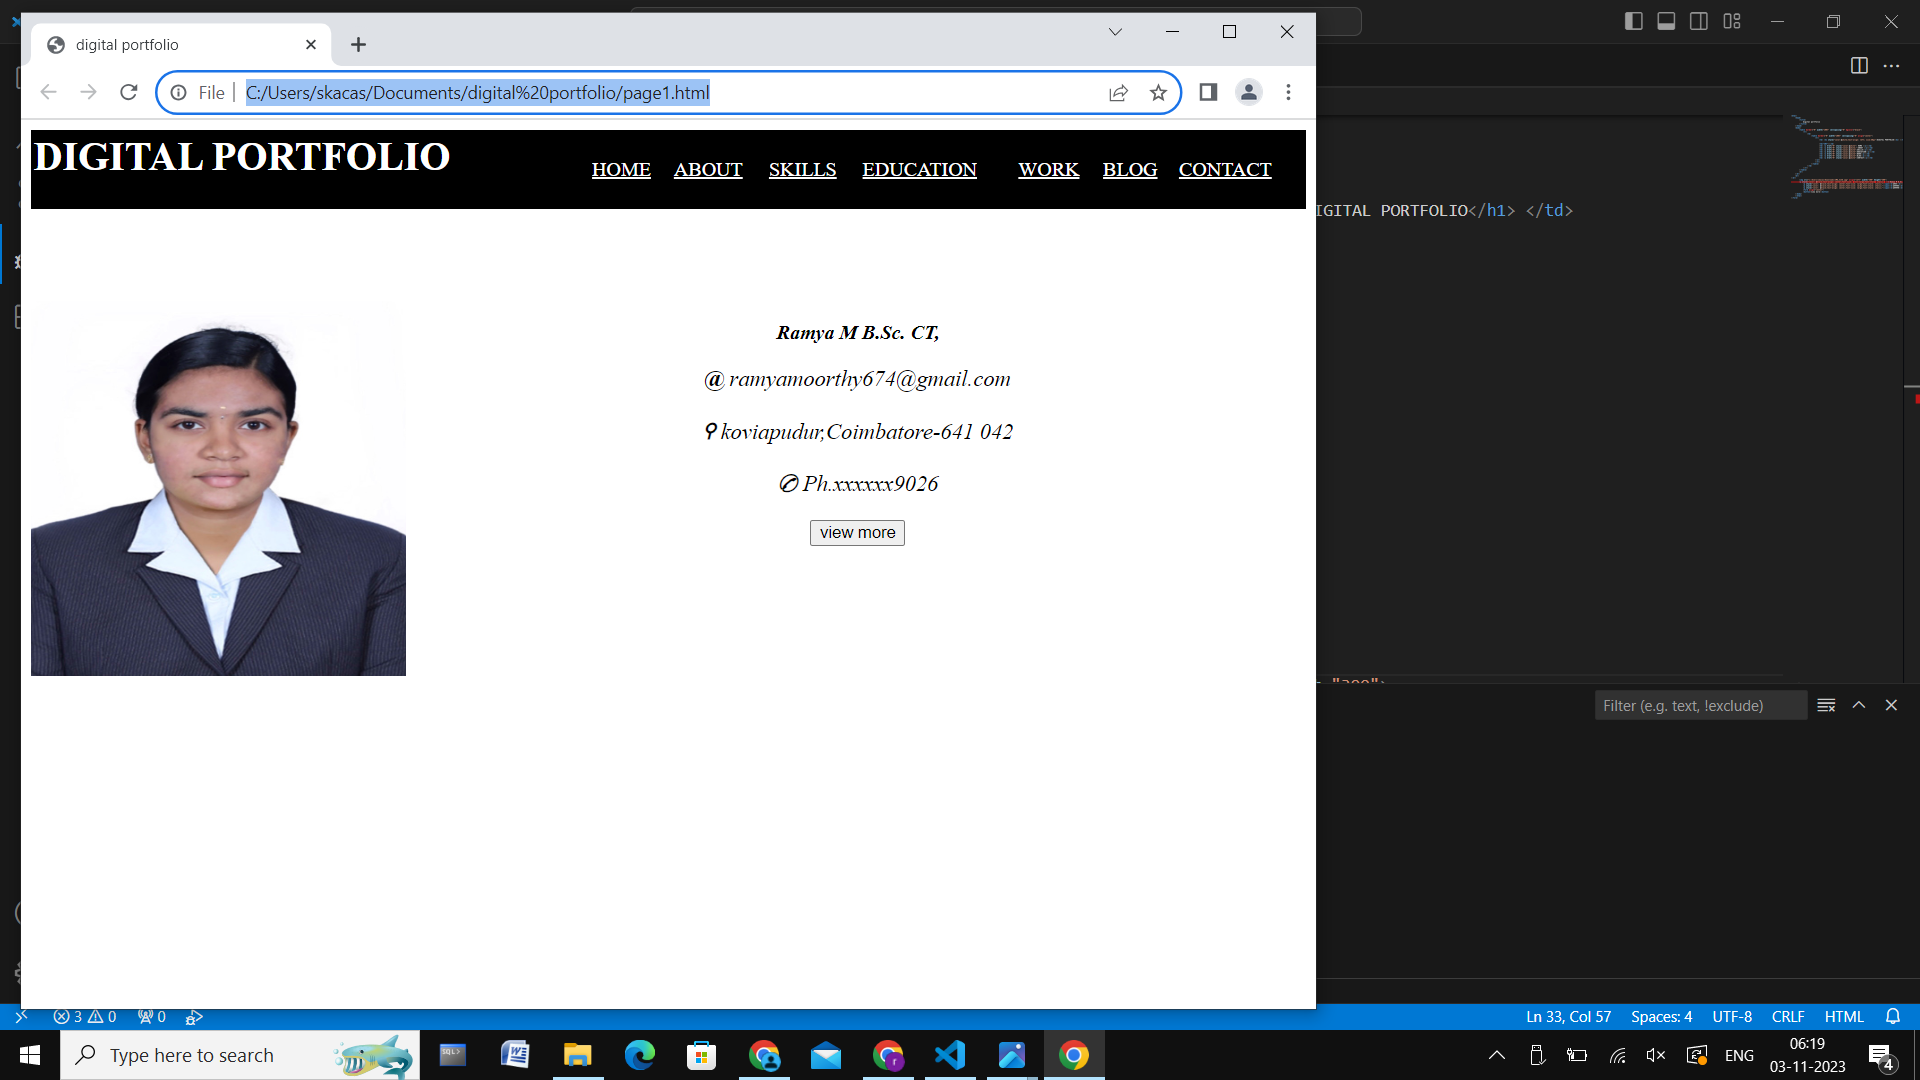 digital portfolio
File | C:/Users/skacas/Documents/digital%20portfolio/page1.html
DIGITAL PORTFOLIO
HOME ABOUT SKILLS EDUCATION WORK BLOG CONTACT
IGITAL PORTFOLIO</h1> </td>
Ramya M B.Sc. CT,
@ ramyamoorthy674@gmail.com
⚲ koviapudur,Coimbatore-641 042
✆ Ph.xxxxxx9026
view more
Filter (e.g. text, !exclude)
3 0 0 Ln 33, Col 57 Spaces: 4 UTF-8 CRLF HTML
Type here to search
SQL>
ENG
06:19
03-11-2023
4